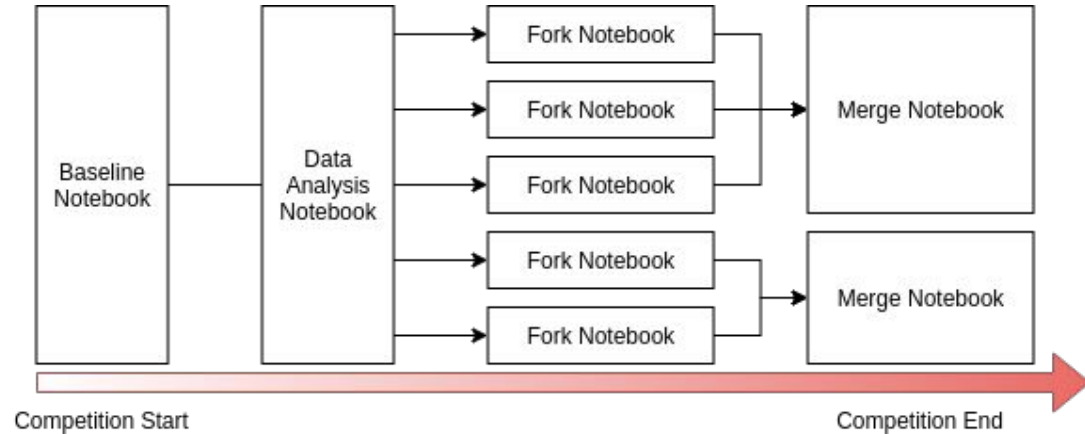 Baseline
Notebook
Data
Analysis
Notebook
Fork Notebook
Fork Notebook
Fork Notebook
Fork Notebook
Fork Notebook
Merge Notebook
Merge Notebook
Competition Start
Competition End